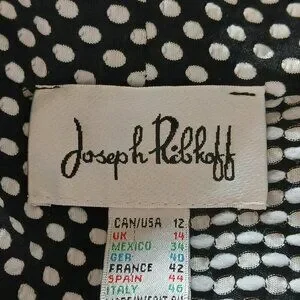 Joseph Ribkoff
CAN/USA 12
UK 14
MEXICO 34
GER 40
FRANCE 42
SPAIN 44
ITALY 46